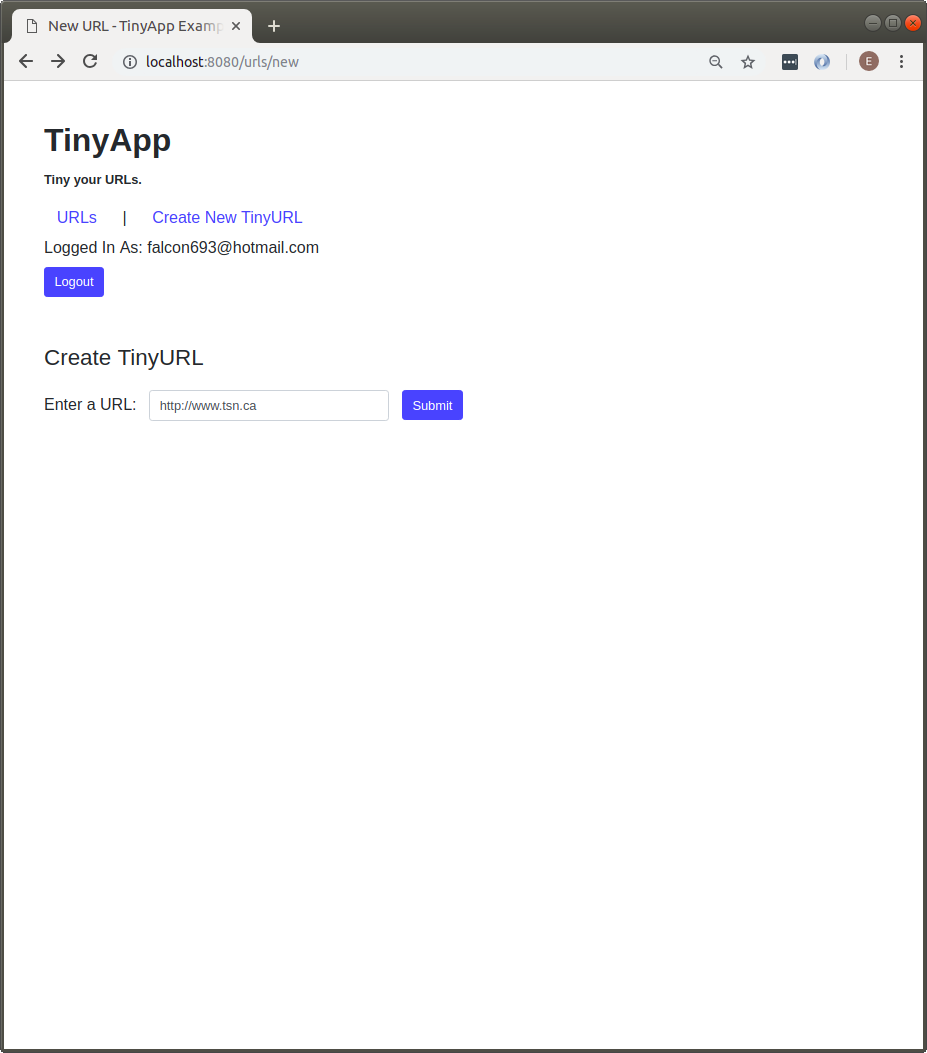 New URL - TinyApp Examp
localhost:8080/urls/new
E
TinyApp
Tiny your URLs.
URLs | Create New TinyURL
Logged In As: falcon693@hotmail.com
Logout
Create TinyURL
Enter a URL: http://www.tsn.ca Submit